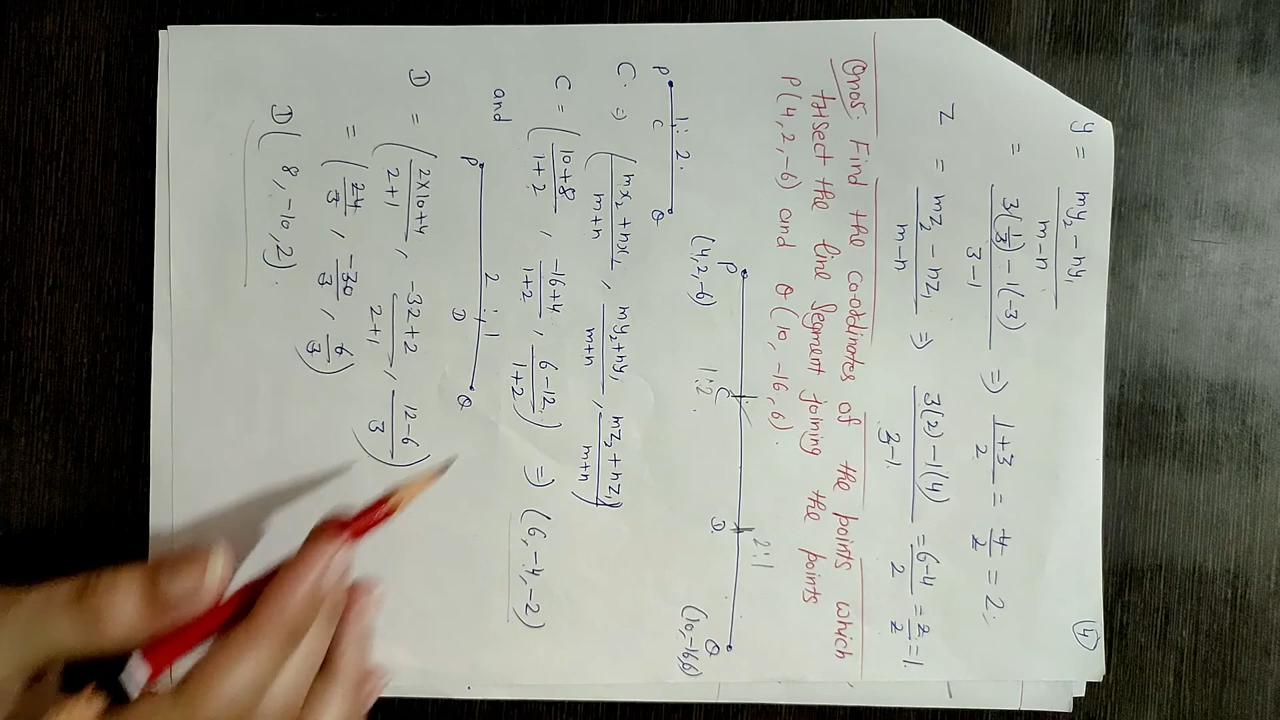 (4)
y = my₂ - ny₁ / m-n
= 3(1/3) - 1(-3) / 3-1 ⇒ 1+3 / 2 = 4/2 = 2.
z = mz₂ - nz₁ / m-n ⇒ 3(2) - 1(4) / 3-1 = 6-4 / 2 = 2/2 = 1.
Find the co-ordinates of the points which
trisect the line segment joining the points
P(4, 2, -6) and Q(10, -16, 6).
P 1:2 C 2:1 D Q
(4,2,-6) (10,-16,6)
P 1:2 C Q
C ⇒ (mx₂+nx₁ / m+n, my₂+ny₁ / m+n, mz₂+nz₁ / m+n)
C = (10+8 / 1+2, -16+4 / 1+2, 6-12 / 1+2) ⇒ (6, -4, -2)
and
P 2:1 D Q
D = (2×10+4 / 2+1, -32+2 / 2+1, 12-6 / 3)
= (24/3, -30/3, 6/3)
D(8, -10, 2).